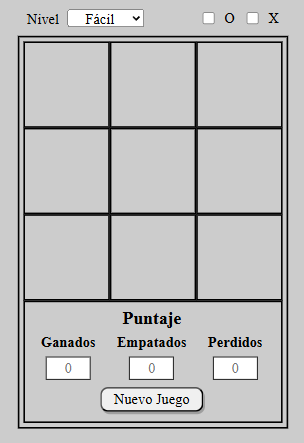 Nivel Fácil O X
Puntaje
Ganados Empatados Perdidos
0 0 0
Nuevo Juego